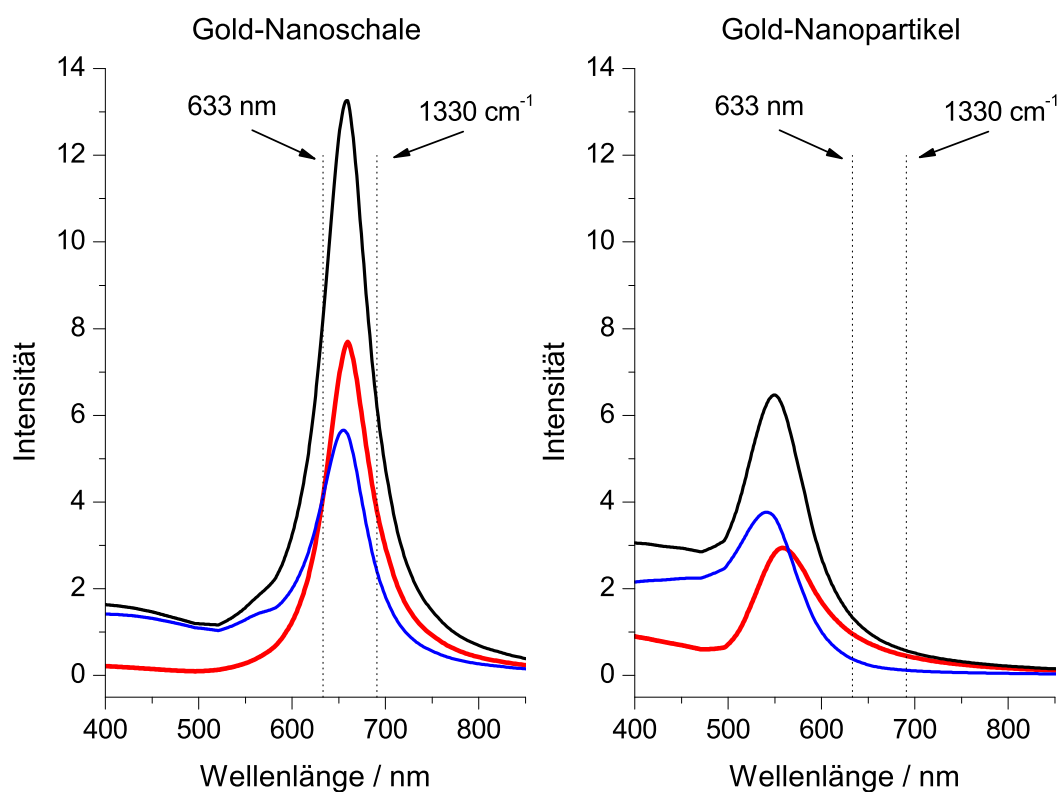 Gold-Nanoschale
14
12
10
8
6
4
2
0
Intensität
633 nm
1330 cm⁻¹
400 500 600 700 800
Wellenlänge / nm
Gold-Nanopartikel
14
12
10
8
6
4
2
0
Intensität
633 nm
1330 cm⁻¹
400 500 600 700 800
Wellenlänge / nm